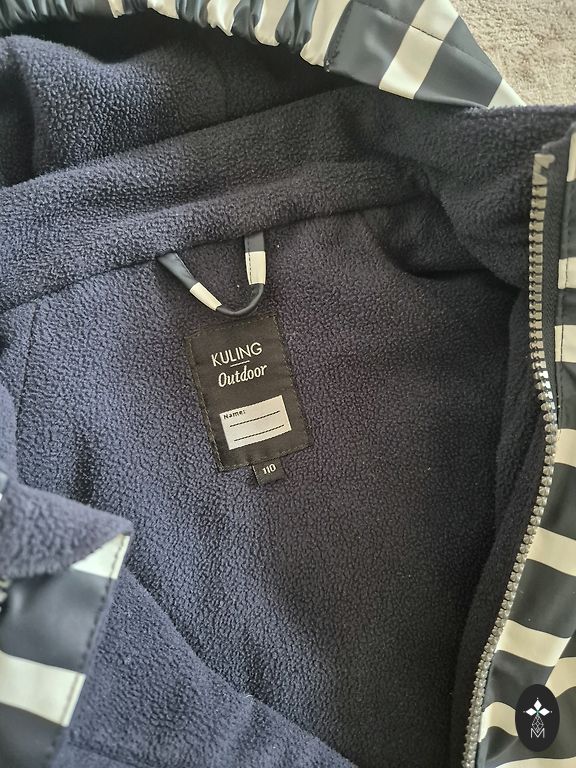 KULING
Outdoor
Name:
110
M